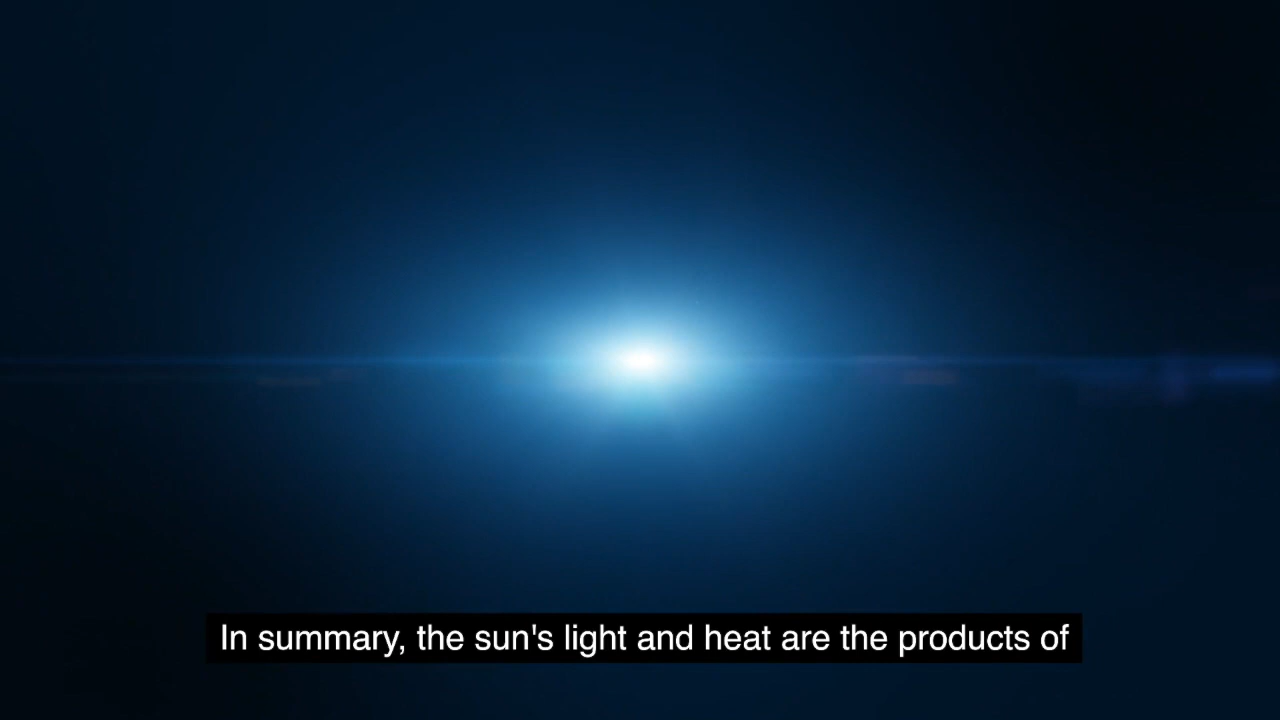 In summary, the sun's light and heat are the products of